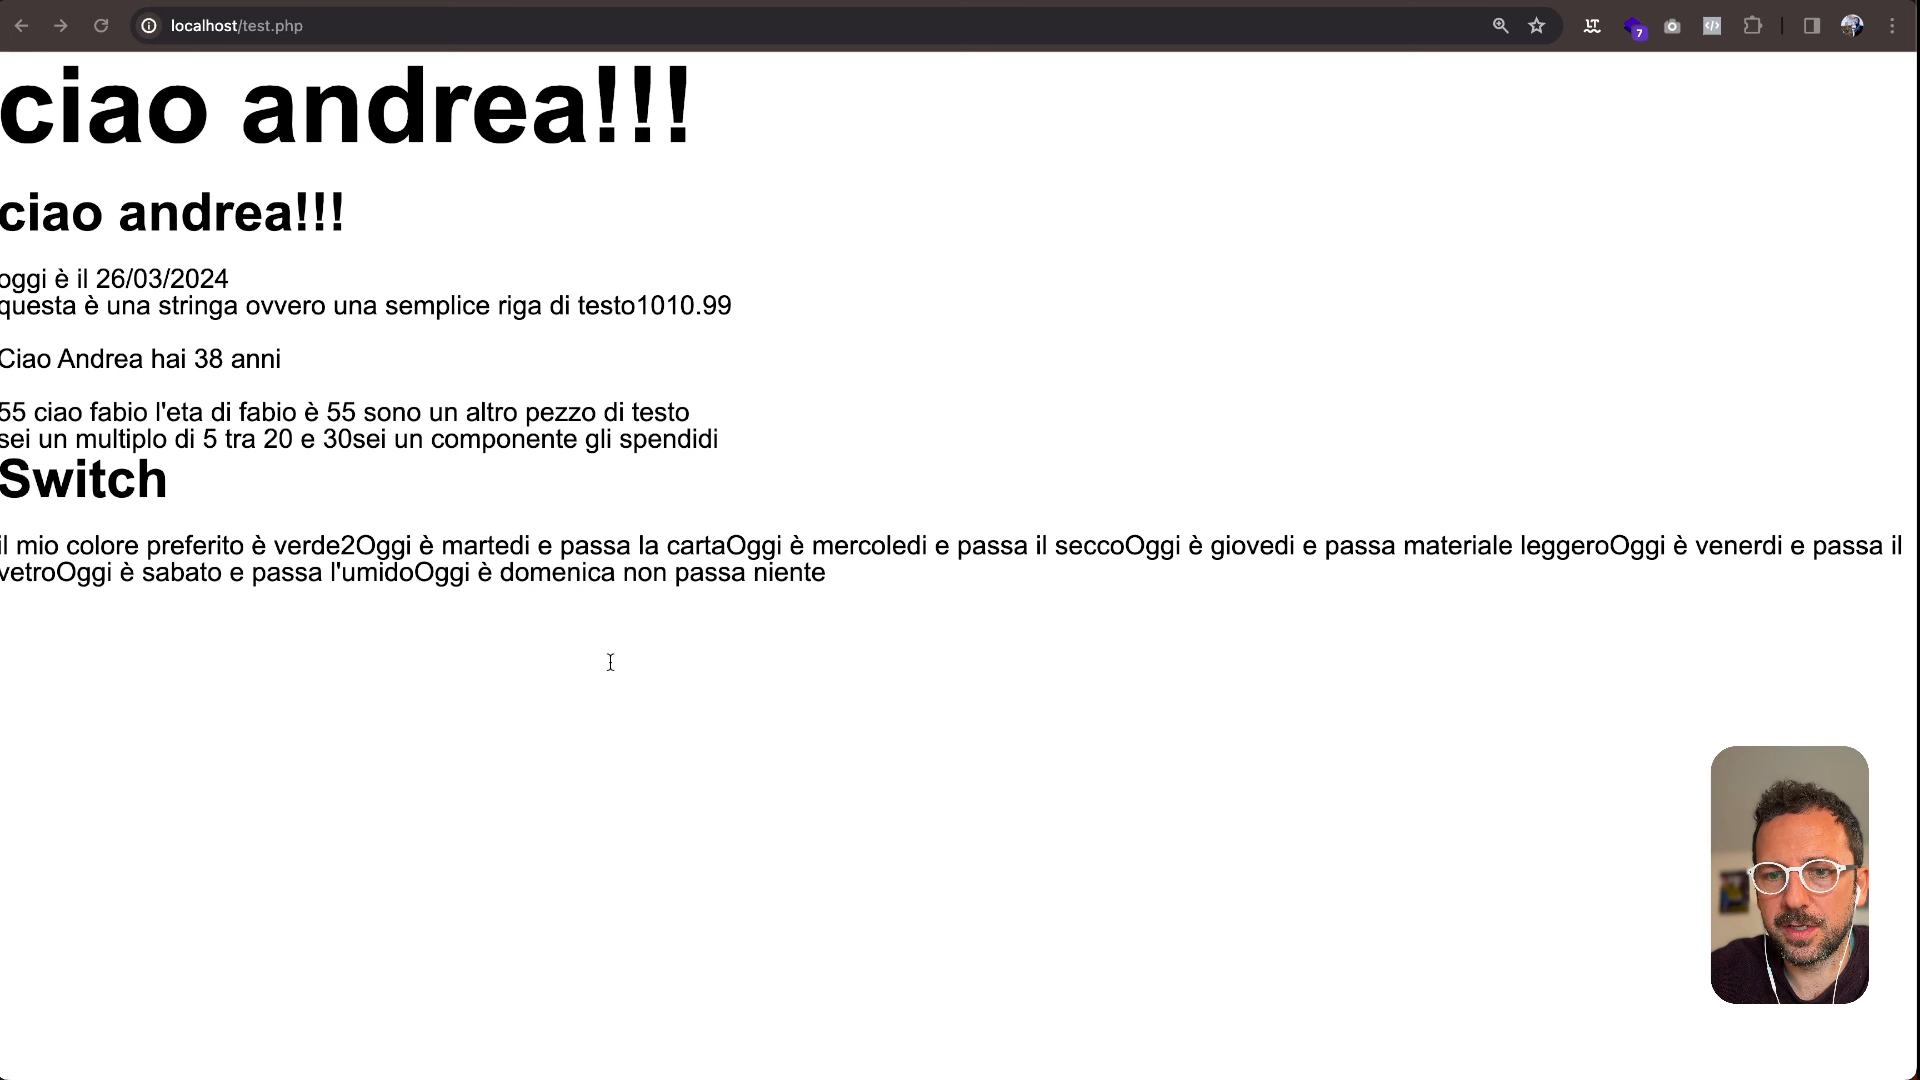 localhost/test.php
7
ciao andrea!!!
ciao andrea!!!
oggi è il 26/03/2024
questa è una stringa ovvero una semplice riga di testo1010.99
Ciao Andrea hai 38 anni
55 ciao fabio l'eta di fabio è 55 sono un altro pezzo di testo
sei un multiplo di 5 tra 20 e 30sei un componente gli spendidi
Switch
il mio colore preferito è verde2Oggi è martedi e passa la cartaOggi è mercoledi e passa il seccoOggi è giovedi e passa materiale leggeroOggi è venerdi e passa il
vetroOggi è sabato e passa l'umidoOggi è domenica non passa niente